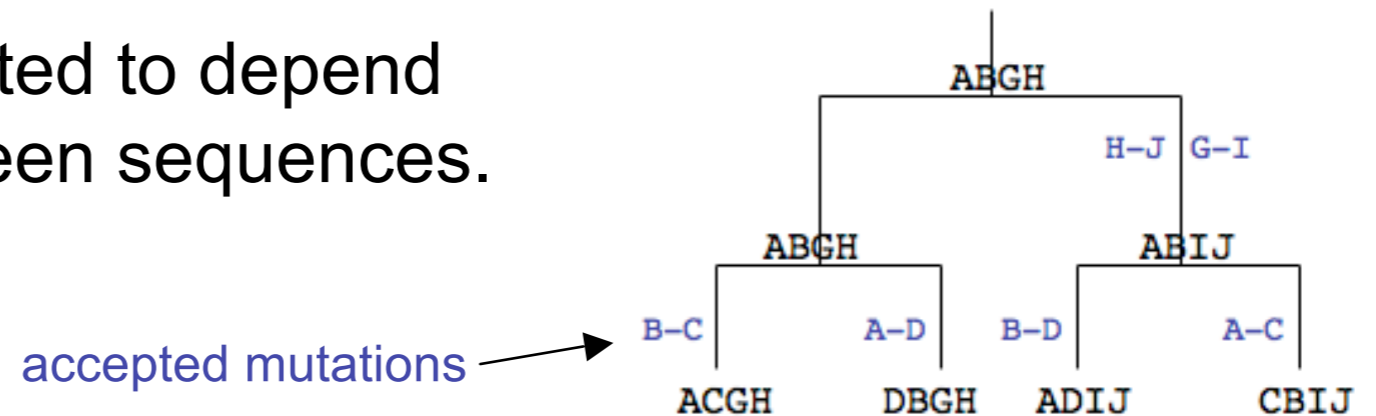 ted to depend
een sequences.
ABGH
H–J G–I
ABGH ABIJ
B–C A–D B–D A–C
accepted mutations
ACGH DBGH ADIJ CBIJ